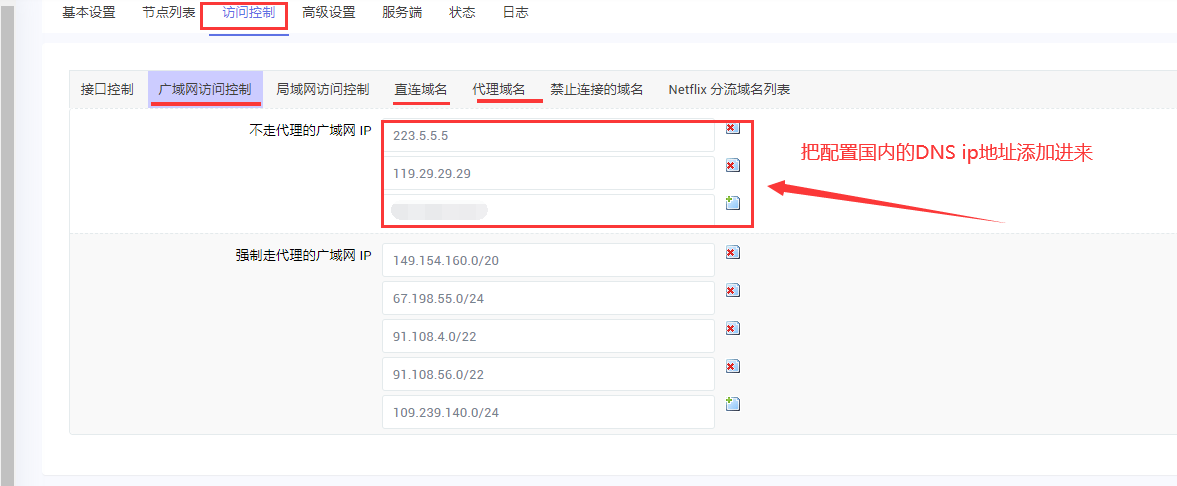 基本设置 节点列表 访问控制 高级设置 服务端 状态 日志
接口控制 广域网访问控制 局域网访问控制 直连域名 代理域名 禁止连接的域名 Netflix 分流域名列表
不走代理的广域网 IP 223.5.5.5
把配置国内的DNS ip地址添加进来
119.29.29.29
强制走代理的广域网 IP 149.154.160.0/20
67.198.55.0/24
91.108.4.0/22
91.108.56.0/22
109.239.140.0/24